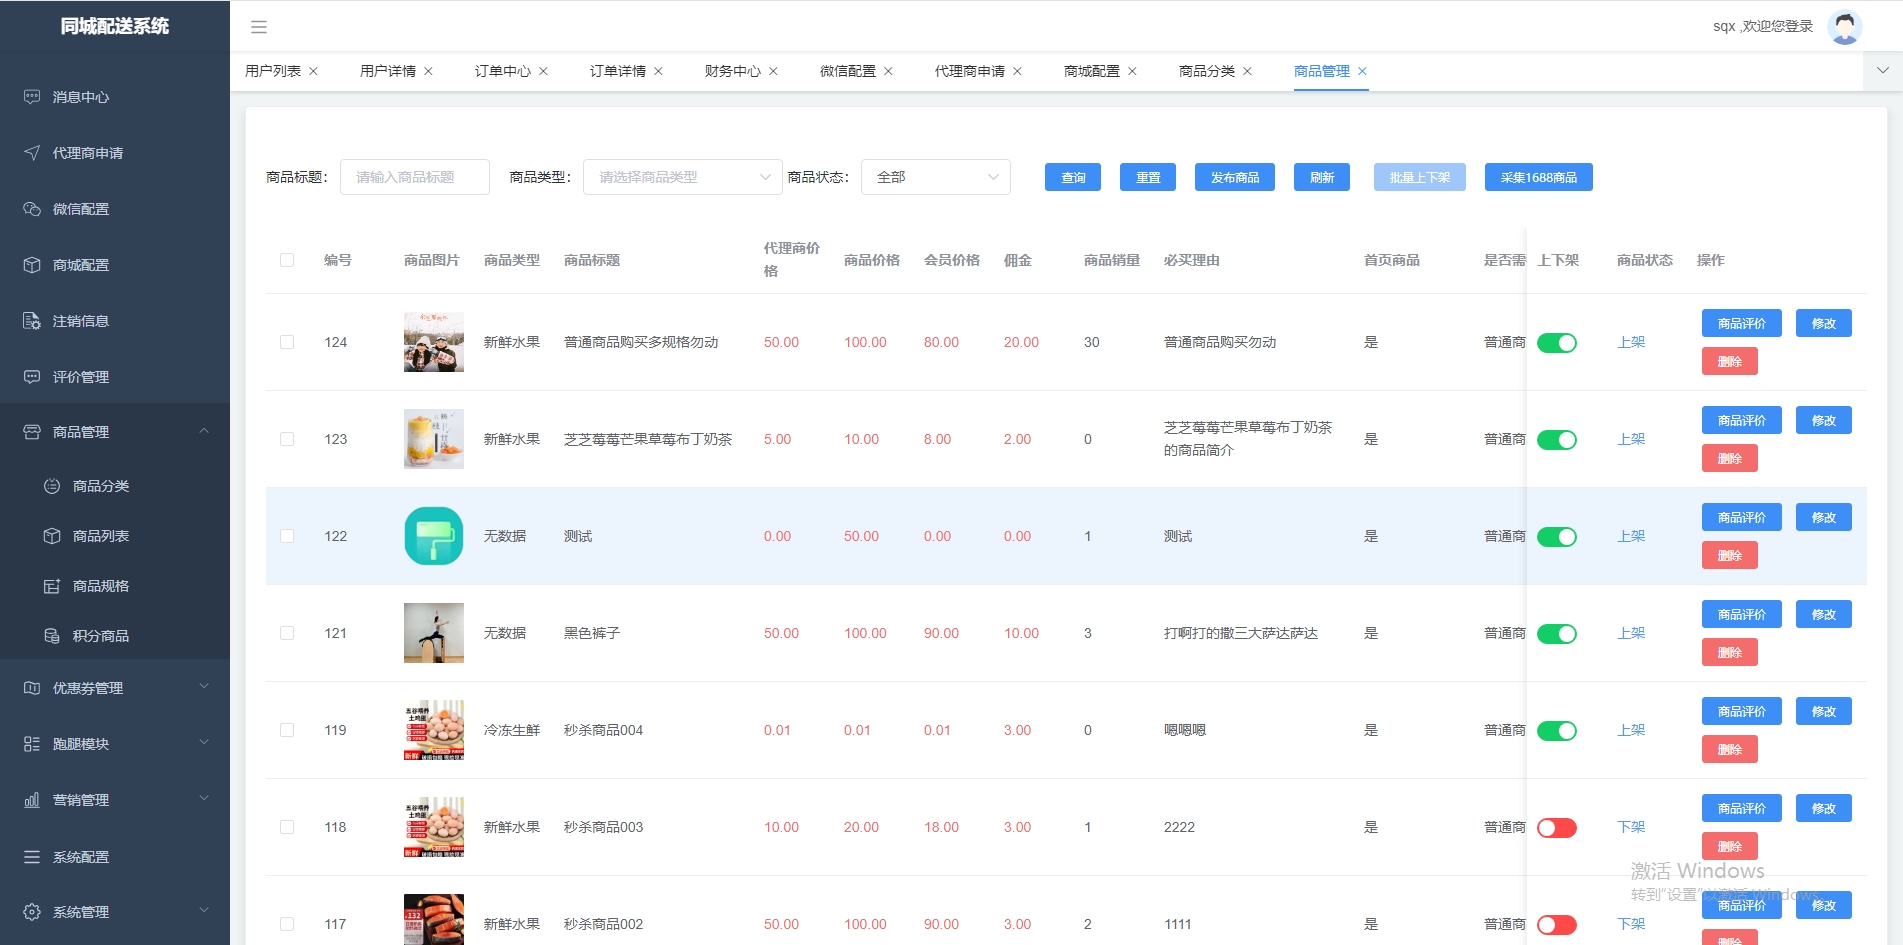 同城配送系统
sqx ,欢迎您登录
用户列表
用户详情
订单中心
订单详情
财务中心
微信配置
代理商申请
商城配置
商品分类
商品管理
消息中心
代理商申请
微信配置
商城配置
注销信息
评价管理
商品管理
商品分类
商品列表
商品规格
积分商品
优惠券管理
跑腿模块
营销管理
系统配置
系统管理
商品标题: 请输入商品标题 商品类型: 请选择商品类型 商品状态: 全部 查询 重置 发布商品 刷新 批量上下架 采集1688商品
编号 商品图片 商品类型 商品标题 代理商价格 商品价格 会员价格 佣金 商品销量 必买理由 首页商品 是否需 上下架 商品状态 操作
124 新鲜水果 普通商品购买多规格勿动 50.00 100.00 80.00 20.00 30 普通商品购买勿动 是 普通商 上架 商品评价 修改
删除
123 新鲜水果 芝芝莓莓芒果草莓布丁奶茶 5.00 10.00 8.00 2.00 0 芝芝莓莓芒果草莓布丁奶茶的商品简介 是 普通商 上架 商品评价 修改
删除
122 无数据 测试 0.00 50.00 0.00 0.00 1 测试 是 普通商 上架 商品评价 修改
删除
121 无数据 黑色裤子 50.00 100.00 90.00 10.00 3 打啊打的撒三大萨达萨达 是 普通商 上架 商品评价 修改
删除
119 五谷喂养 土鸡蛋 新鲜 冷冻生鲜 秒杀商品004 0.01 0.01 0.01 3.00 0 嗯嗯嗯 是 普通商 上架 商品评价 修改
删除
118 五谷喂养 土鸡蛋 新鲜 新鲜水果 秒杀商品003 10.00 20.00 18.00 3.00 1 2222 是 普通商 下架 商品评价 修改
删除
117 132 新鲜水果 秒杀商品002 50.00 100.00 90.00 3.00 2 1111 是 普通商 下架 商品评价 修改
删除
激活 Windows
转到"设置"以激活 Windows。